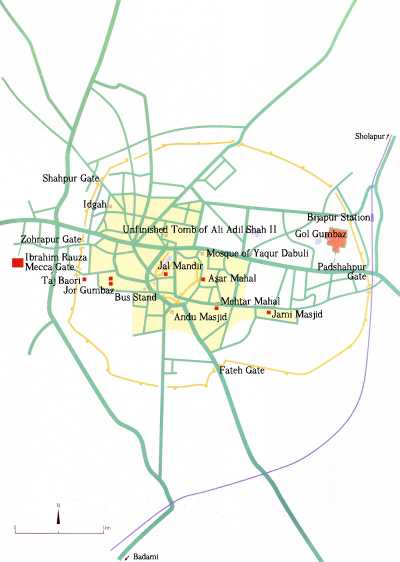 Sholapur
Shahpur Gate
Idgah
Bijapur Station
Unfinished Tomb of Ali Adil Shah II
Gol Gumbaz
Zohrapur Gate
Mosque of Yaqur Dabuli
Ibrahim Rauza
Mecca Gate
Jal Mandir
Padshahpur
Gate
Taj Baori
Asar Mahal
Jor Gumbaz
Bus Stand
Mehtar Mahal
Andu Masjid
Jami Masjid
Fateh Gate
N
1km
Badami